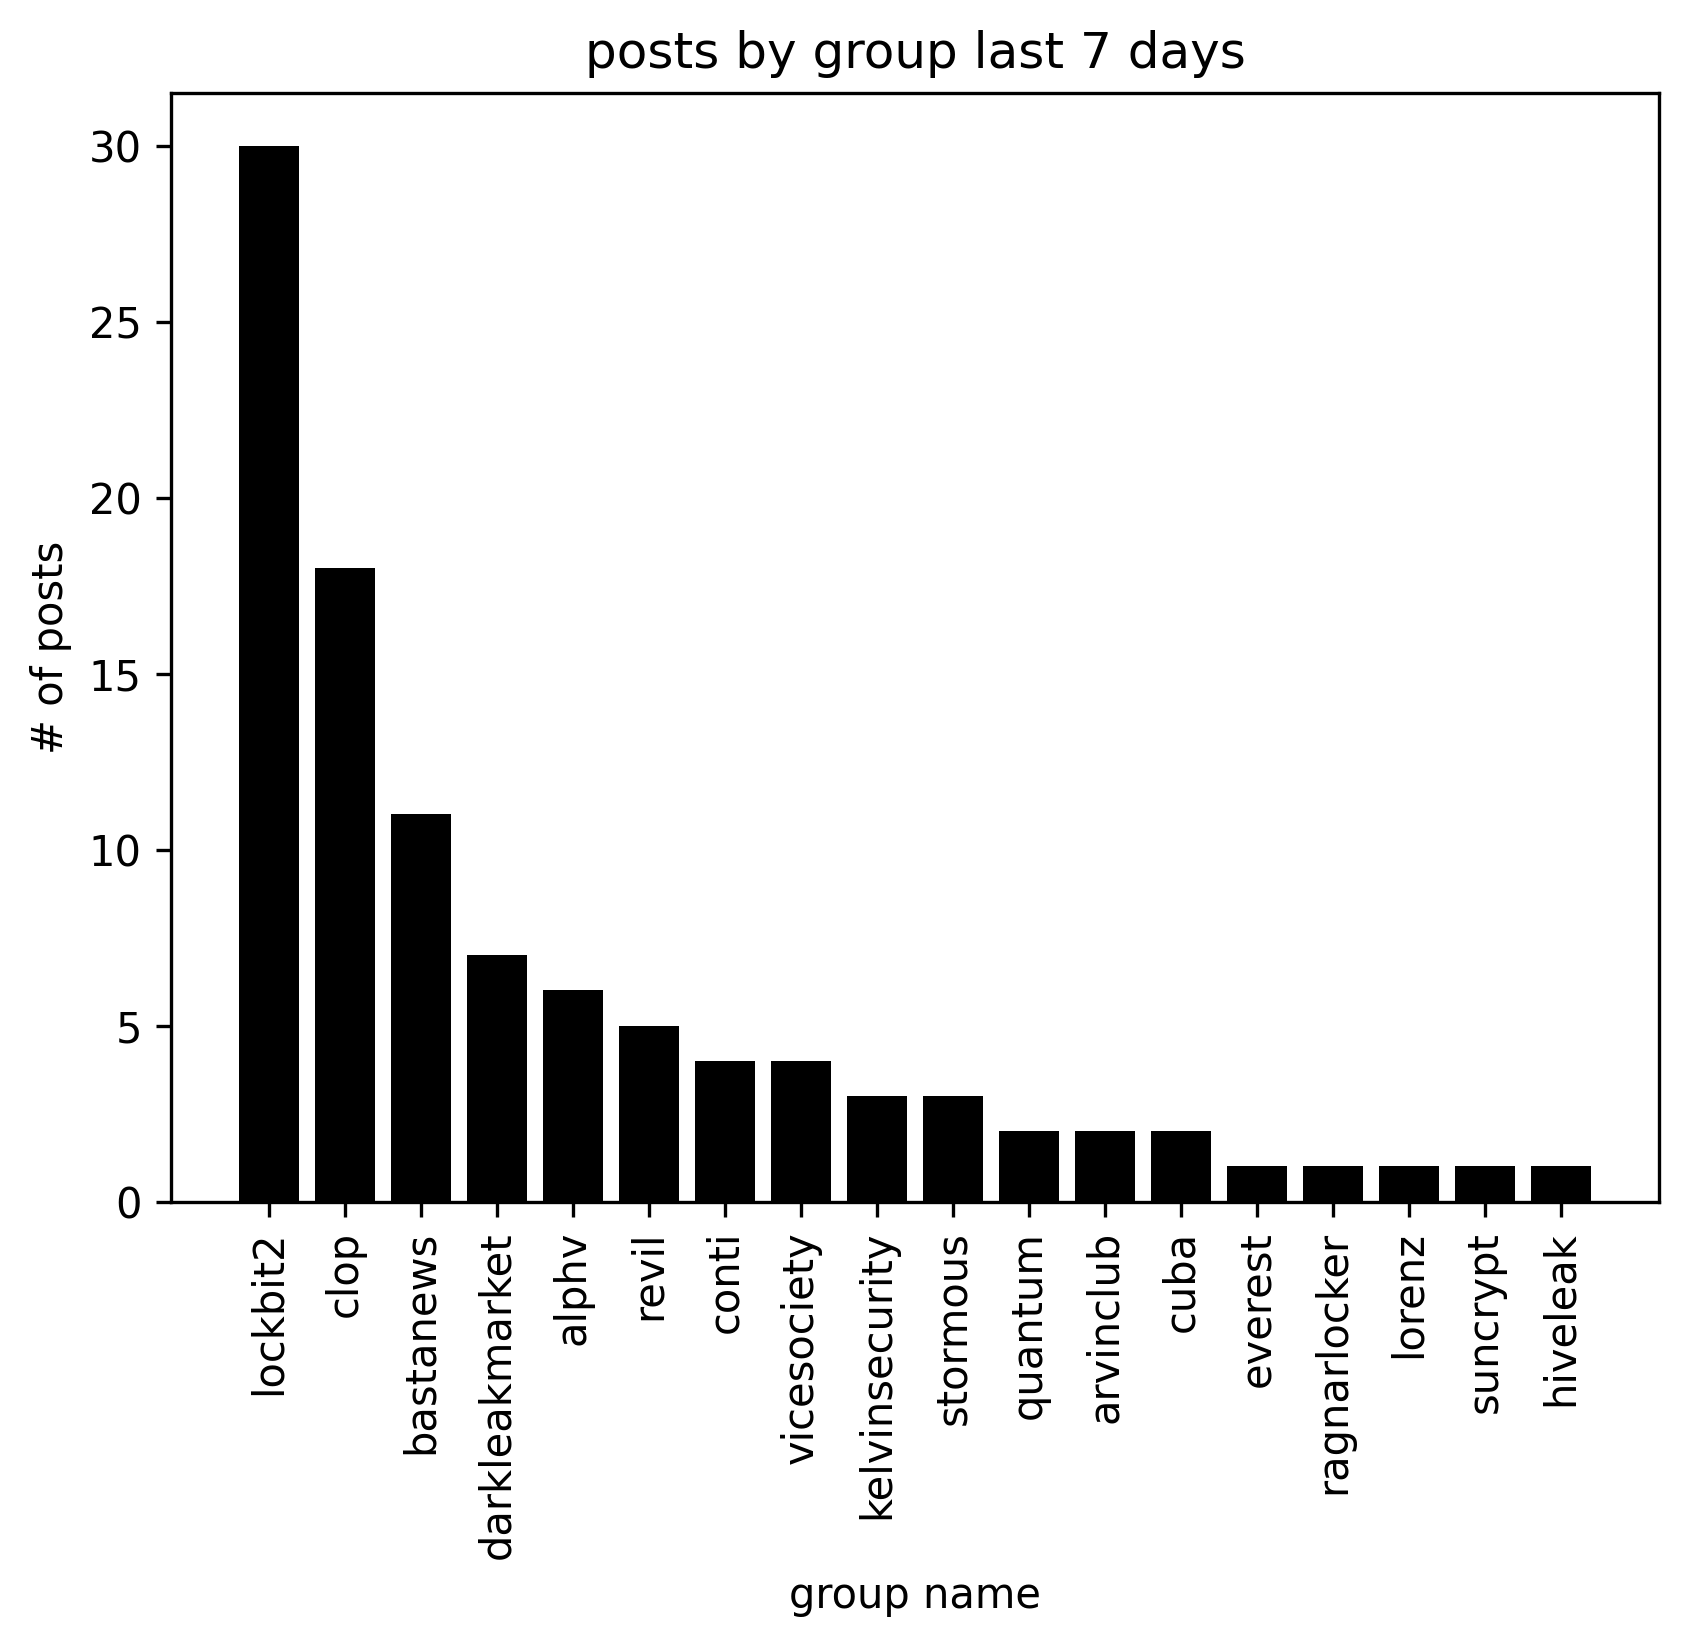 posts by group last 7 days
# of posts
30
25
20
15
10
5
0
lockbit2
clop
bastanews
darkleakmarket
alphv
revil
conti
vicesociety
kelvinsecurity
stormous
quantum
arvinclub
cuba
everest
ragnarlocker
lorenz
suncrypt
hiveleak
group name